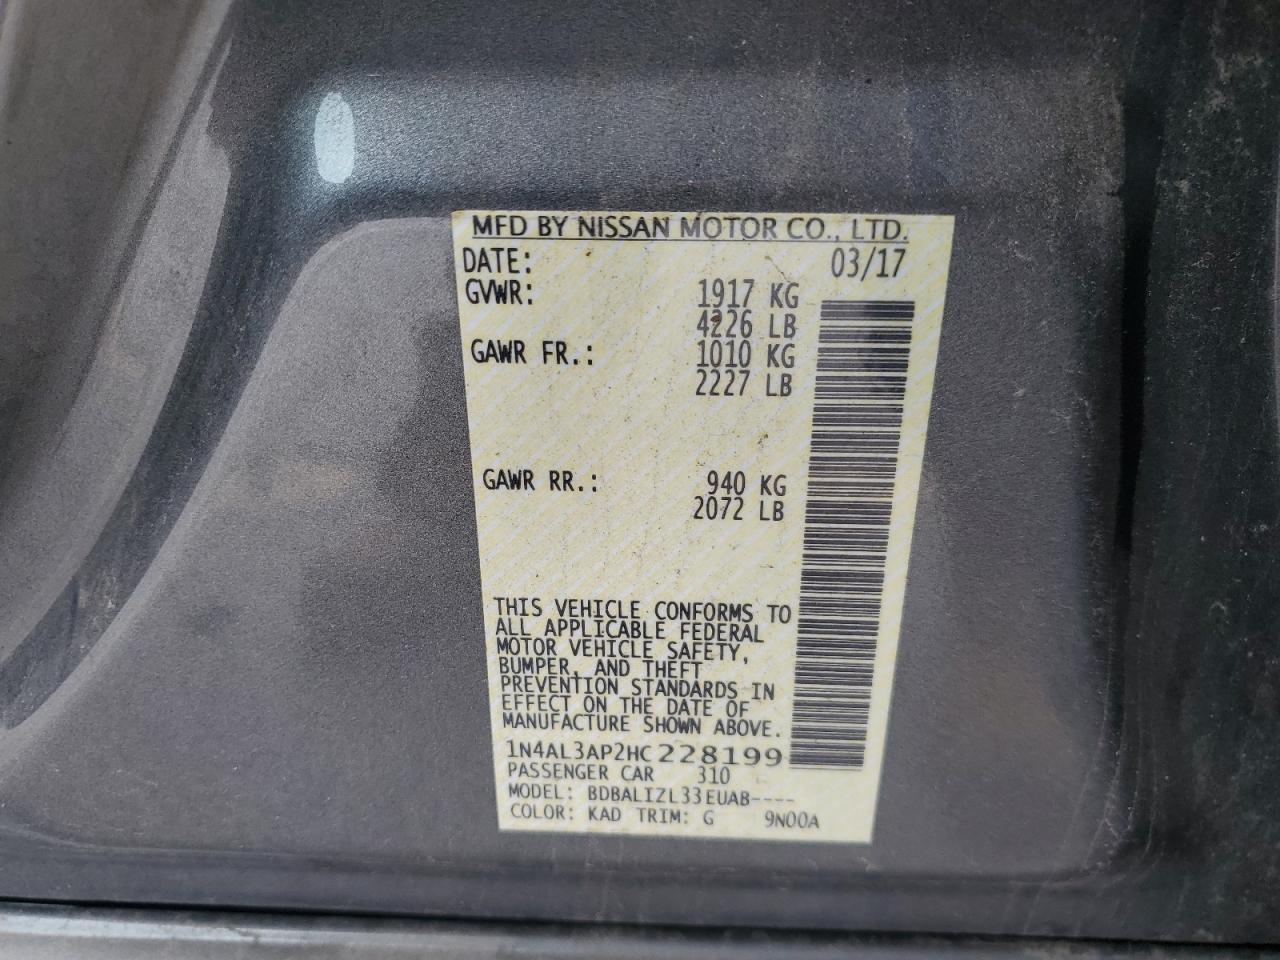 MFD BY NISSAN MOTOR CO., LTD.
DATE: 03/17
GVWR: 1917 KG
4226 LB
GAWR FR.: 1010 KG
2227 LB
GAWR RR.: 940 KG
2072 LB
THIS VEHICLE CONFORMS TO
ALL APPLICABLE FEDERAL
MOTOR VEHICLE SAFETY,
BUMPER, AND THEFT
PREVENTION STANDARDS IN
EFFECT ON THE DATE OF
MANUFACTURE SHOWN ABOVE.
1N4AL3AP2HC228199
PASSENGER CAR 310
MODEL: BDBALIZL33EUAB----
COLOR: KAD TRIM: G 9N00A